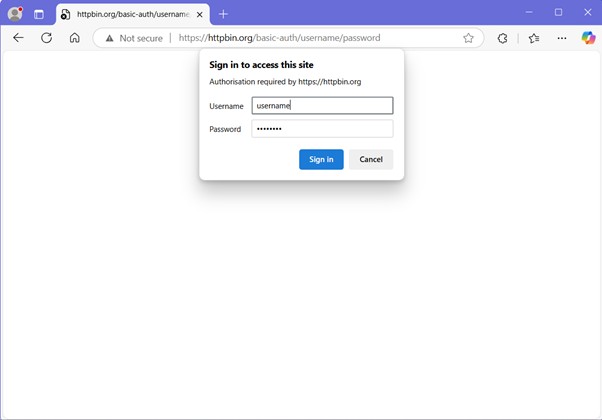 httpbin.org/basic-auth/username
Not secure
https://httpbin.org/basic-auth/username/password
Sign in to access this site
Authorisation required by https://httpbin.org
Username
username
Password
••••••••
Sign in
Cancel